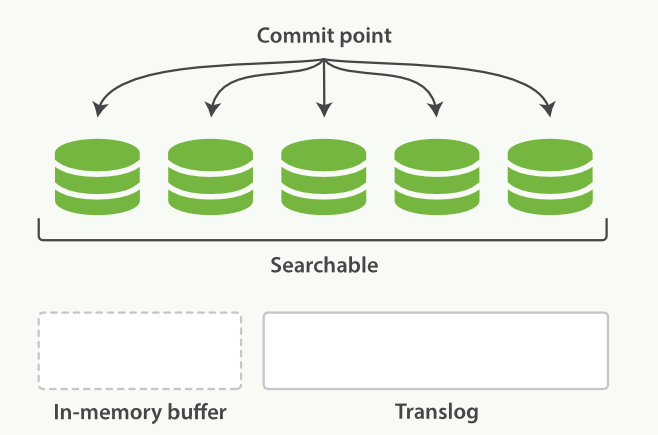 Commit point
Searchable
In-memory buffer
Translog